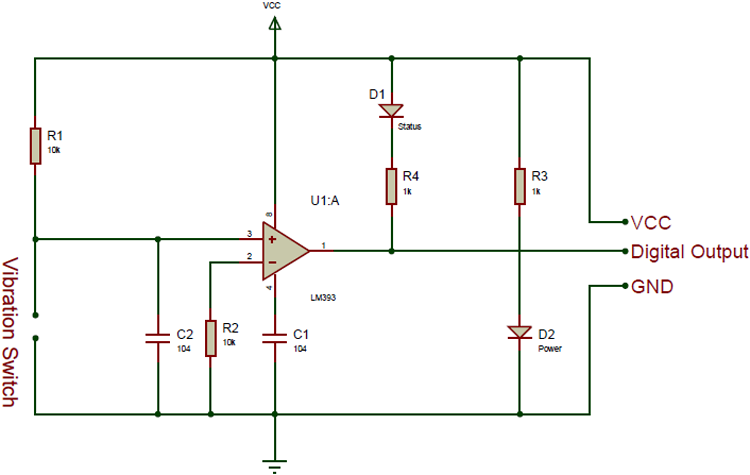 VCC
D1
Status
R1
10k
R4
1k
R3
1k
U1:A
8
3
+
1
2
−
4
LM393
VCC
Digital Output
GND
Vibration Switch
C2
104
R2
10k
C1
104
D2
Power